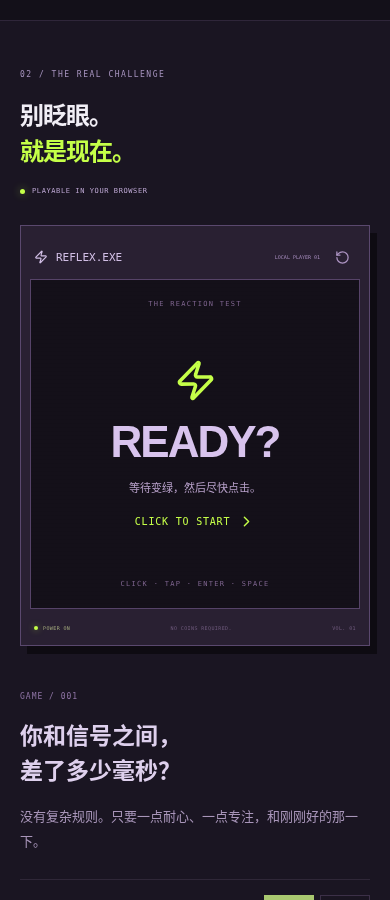 02 / THE REAL CHALLENGE
别眨眼。
就是现在。
PLAYABLE IN YOUR BROWSER
REFLEX.EXE
LOCAL PLAYER 01
THE REACTION TEST
READY?
等待变绿，然后尽快点击。
CLICK TO START
CLICK · TAP · ENTER · SPACE
POWER ON
NO COINS REQUIRED
VOL. 03
GAME / 001
你和信号之间，
差了多少毫秒？
没有复杂规则。只要一点耐心、一点专注，和刚刚好的那一
下。